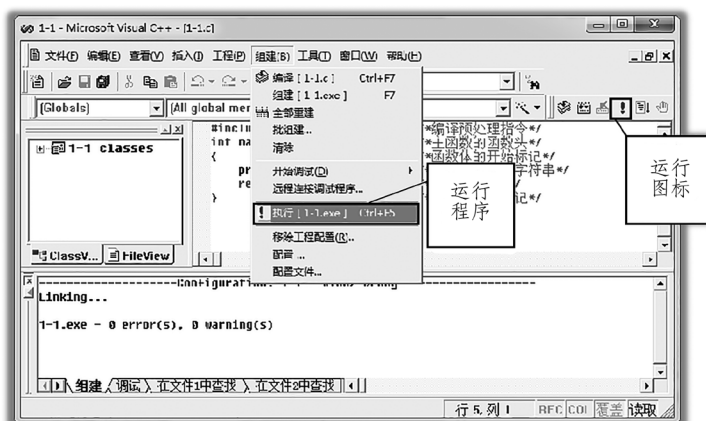 1-1 - Microsoft Visual C++ - [1-1.c]
文件(F) 编辑(E) 查看(V) 插入(I) 工程(P) 组建(B) 工具(T) 窗口(W) 帮助(H)
编译 [ 1-1.c ] Ctrl+F7
组建 [ 1-1.exe ] F7
全部重建
批组建...
清除
开始调试(D)
远程连接调试程序...
执行 [ 1-1.exe ] Ctrl+F5
移除工程配置(R)...
配置 ...
配置文件...
(Globals) (All global mem
1-1 classes
#inclu
int ma
{
pr
re
}
*编译预处理指令*/
*主函数的函数头*/
*函数体的开始标记*/
字符串*/
*/
记*/
运行
程序
运行
图标
ClassV... FileView
Linking...
1-1.exe - 0 error(s), 0 warning(s)
组建 调试 在文件1中查找 在文件2中查找
行 5, 列 1 REC COL 覆盖 读取